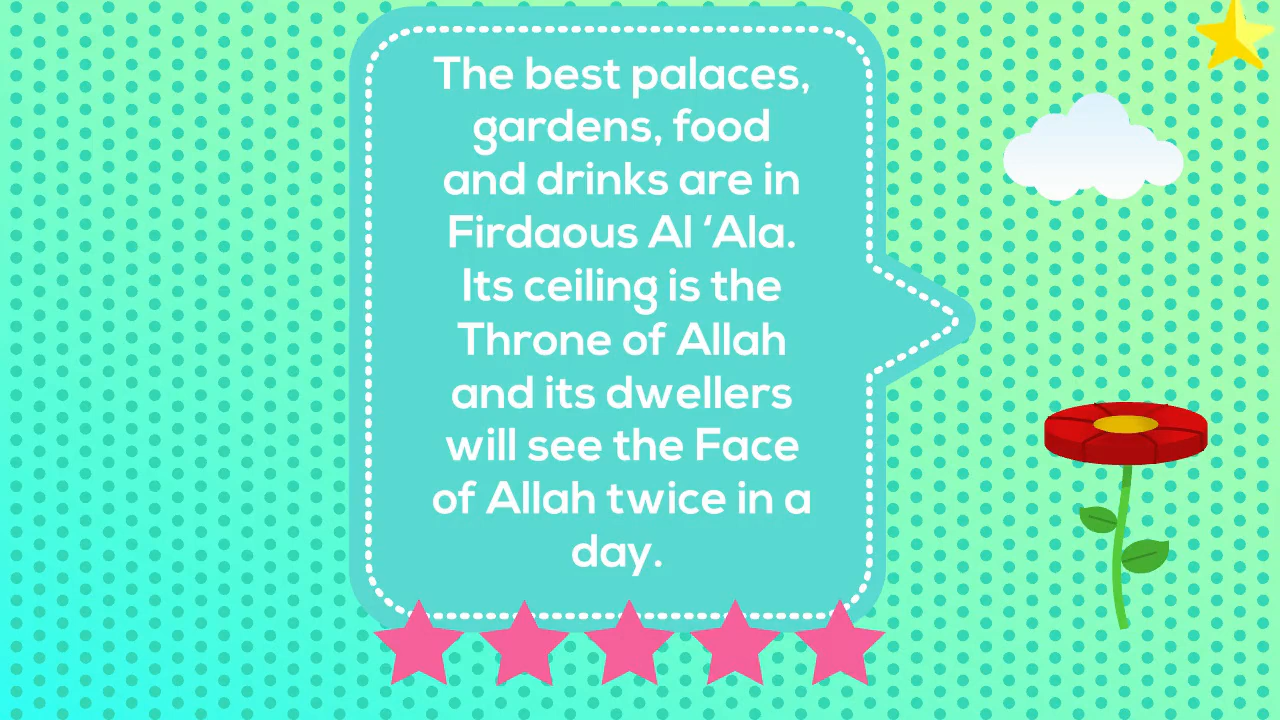 The best palaces,
gardens, food
and drinks are in
Firdaous Al ‘Ala.
Its ceiling is the
Throne of Allah
and its dwellers
will see the Face
of Allah twice in a
day.